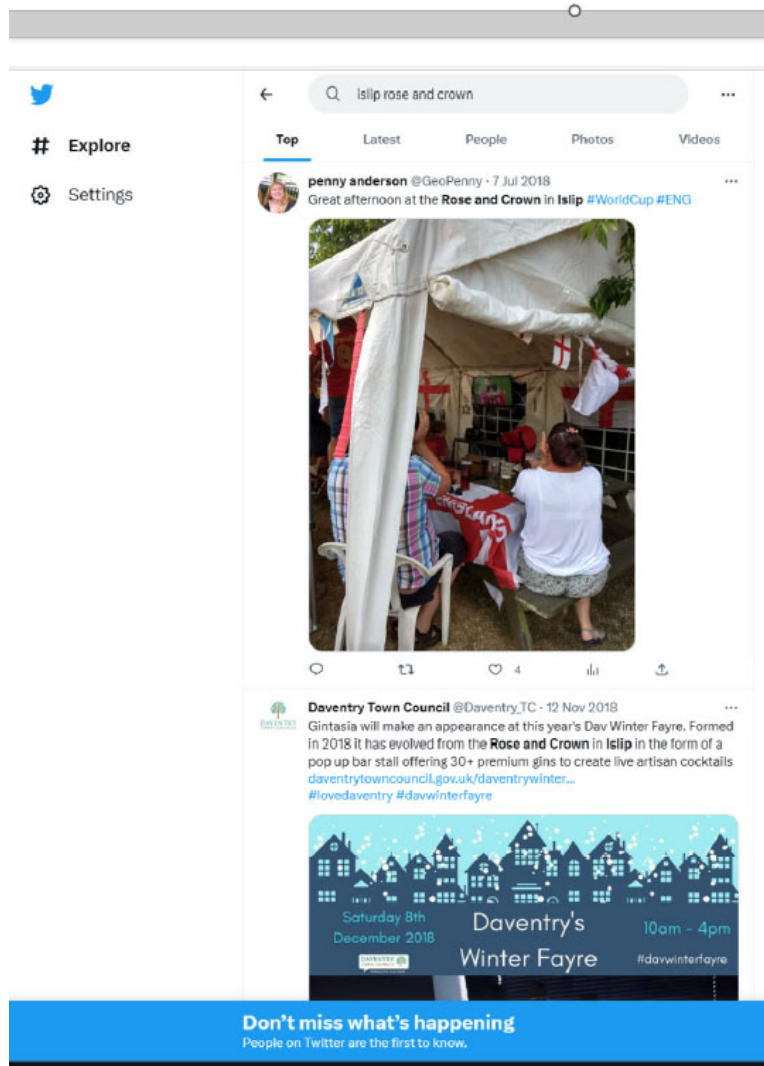 islip rose and crown
Explore
Top Latest People Photos Videos
Settings
penny anderson @GeoPenny · 7 Jul 2018
Great afternoon at the Rose and Crown in Islip #WorldCup #ENG
ENGLAND
4
Daventry Town Council @Daventry_TC · 12 Nov 2018
DAVENTRY
Gintasia will make an appearance at this year's Dav Winter Fayre. Formed
in 2018 it has evolved from the Rose and Crown in Islip in the form of a
pop up bar stall offering 30+ premium gins to create live artisan cocktails
daventrytowncouncil.gov.uk/daventrywinter...
#lovedaventry #davwinterfayre
Saturday 8th
December 2018
DAVENTRY
Daventry's
Winter Fayre
10am - 4pm
#davwinterfayre
Don't miss what's happening
People on Twitter are the first to know.